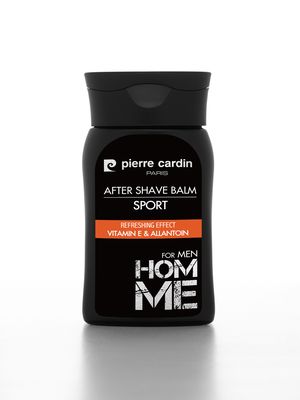 pierre cardin
PARIS
AFTER SHAVE BALM
SPORT
REFRESHING EFFECT
VITAMIN E & ALLANTOIN
FOR MEN
HOM
ME